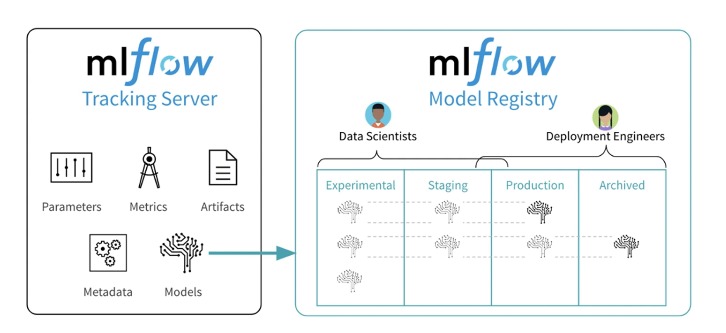 mlflow
Tracking Server
Parameters
Metrics
Artifacts
Metadata
Models
mlflow
Model Registry
Data Scientists
Deployment Engineers
Experimental
Staging
Production
Archived